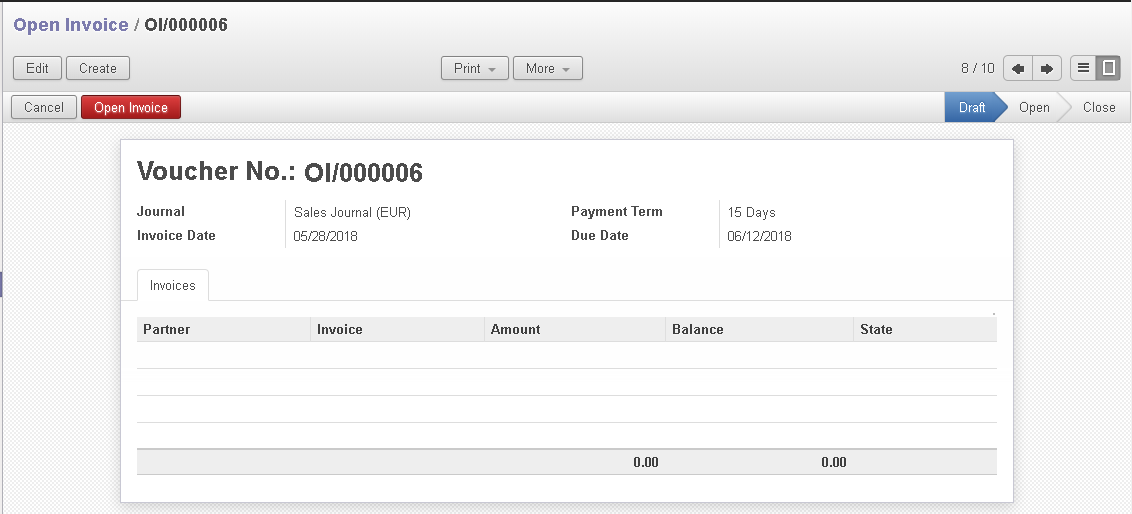 Open Invoice / OI/000006
Edit Create Print More 8 / 10
Cancel Open Invoice Draft Open Close
Voucher No.: OI/000006
Journal Sales Journal (EUR) Payment Term 15 Days
Invoice Date 05/28/2018 Due Date 06/12/2018
Invoices
Partner Invoice Amount Balance State
0.00 0.00